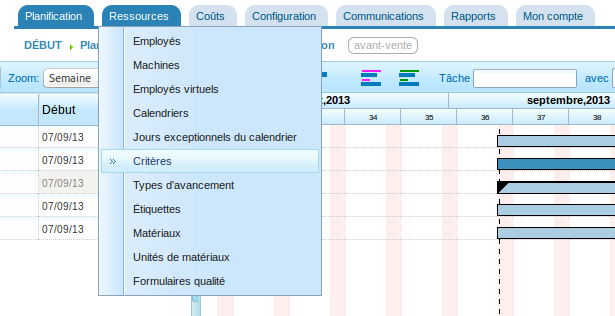 Planification Ressources Coûts Configuration Communications Rapports Mon compte
DÉBUT Plan on avant-vente
Employés
Zoom: Semaine Machines Tâche avec
Employés virtuels
,2013 septembre,2013
Début Calendriers 34 35 36 37 38
07/09/13 Jours exceptionnels du calendrier
07/09/13 » Critères
07/09/13 Types d'avancement
07/09/13 Étiquettes
07/09/13 Matériaux
Unités de matériaux
Formulaires qualité